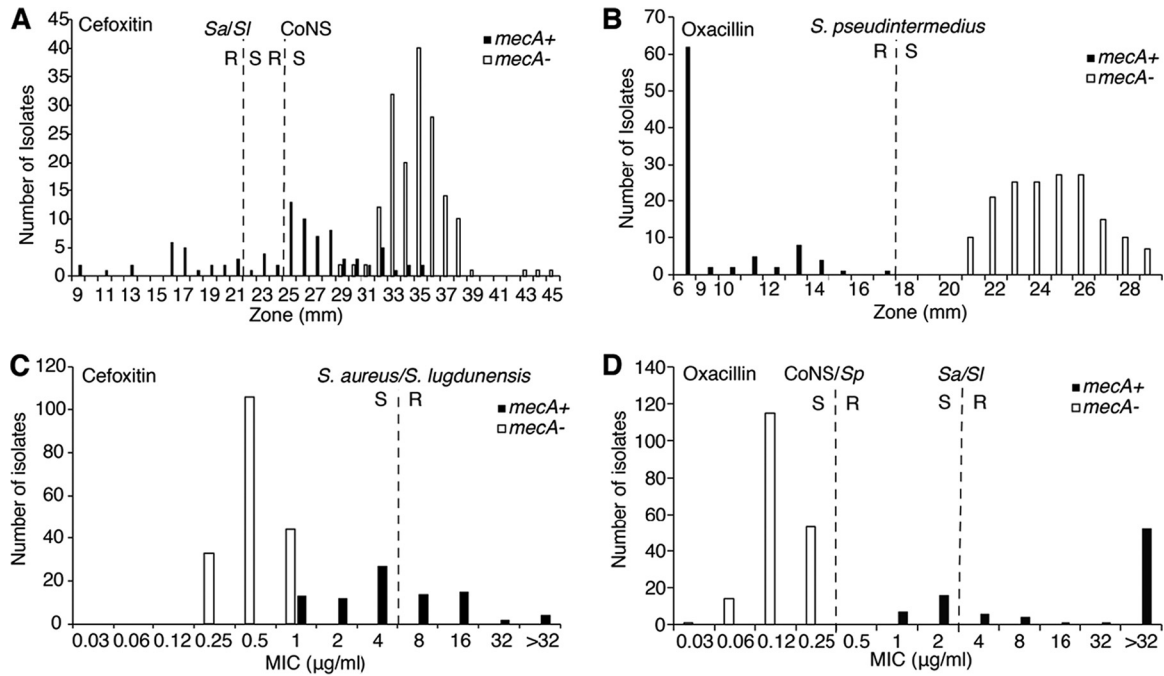 A
Cefoxitin
Sa/Sl CoNS
R S R S
mecA+
mecA-
Number of Isolates
45
40
35
30
25
20
15
10
5
0
9 11 13 15 17 19 21 23 25 27 29 31 33 35 37 39 41 43 45
Zone (mm)
B
Oxacillin
S. pseudintermedius
R S
mecA+
mecA-
Number of Isolates
70
60
50
40
30
20
10
0
6 9 10 12 14 16 18 20 22 24 26 28
Zone (mm)
C
Cefoxitin
S. aureus/S. lugdunensis
S R
mecA+
mecA-
Number of isolates
120
100
80
60
40
20
0
0.03 0.06 0.12 0.25 0.5 1 2 4 8 16 32 >32
MIC (µg/ml)
D
Oxacillin
CoNS/Sp Sa/Sl
S R S R
mecA+
mecA-
Number of isolates
140
120
100
80
60
40
20
0
0.03 0.06 0.12 0.25 0.5 1 2 4 8 16 32 >32
MIC (µg/ml)